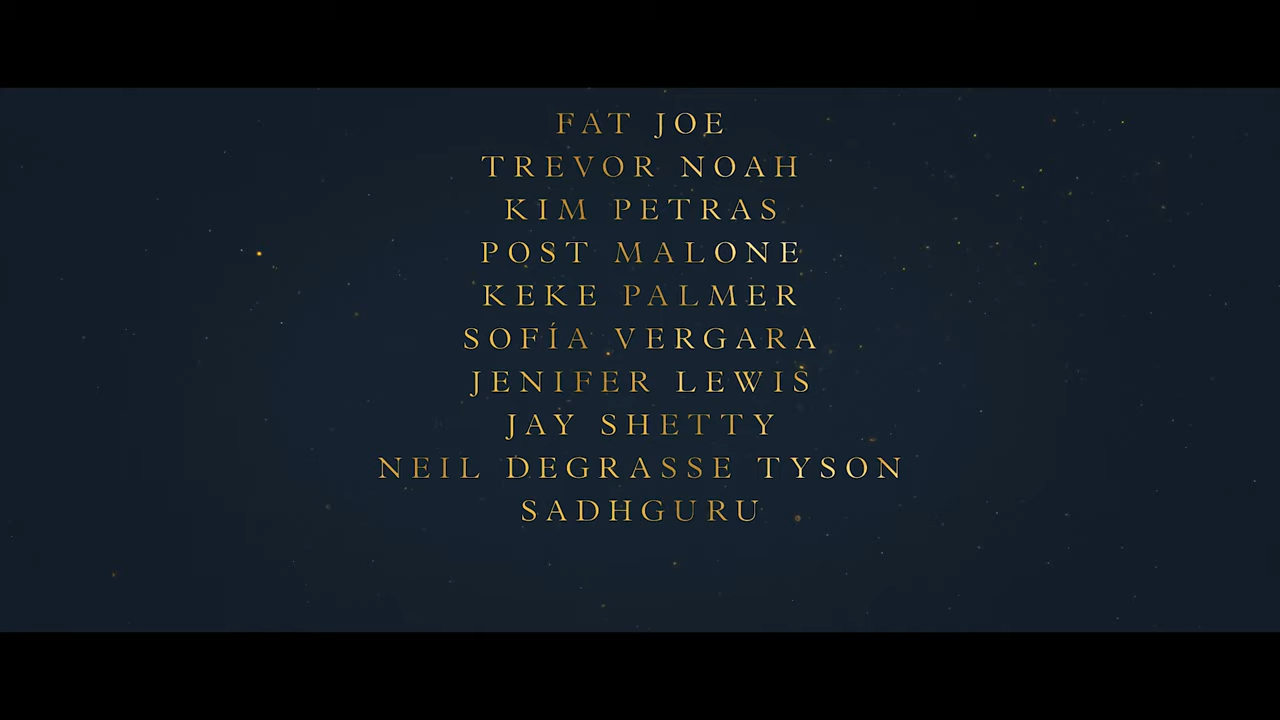 FAT JOE
TREVOR NOAH
KIM PETRAS
POST MALONE
KEKE PALMER
SOFÍA VERGARA
JENIFER LEWIS
JAY SHETTY
NEIL DEGRASSE TYSON
SADHGURU